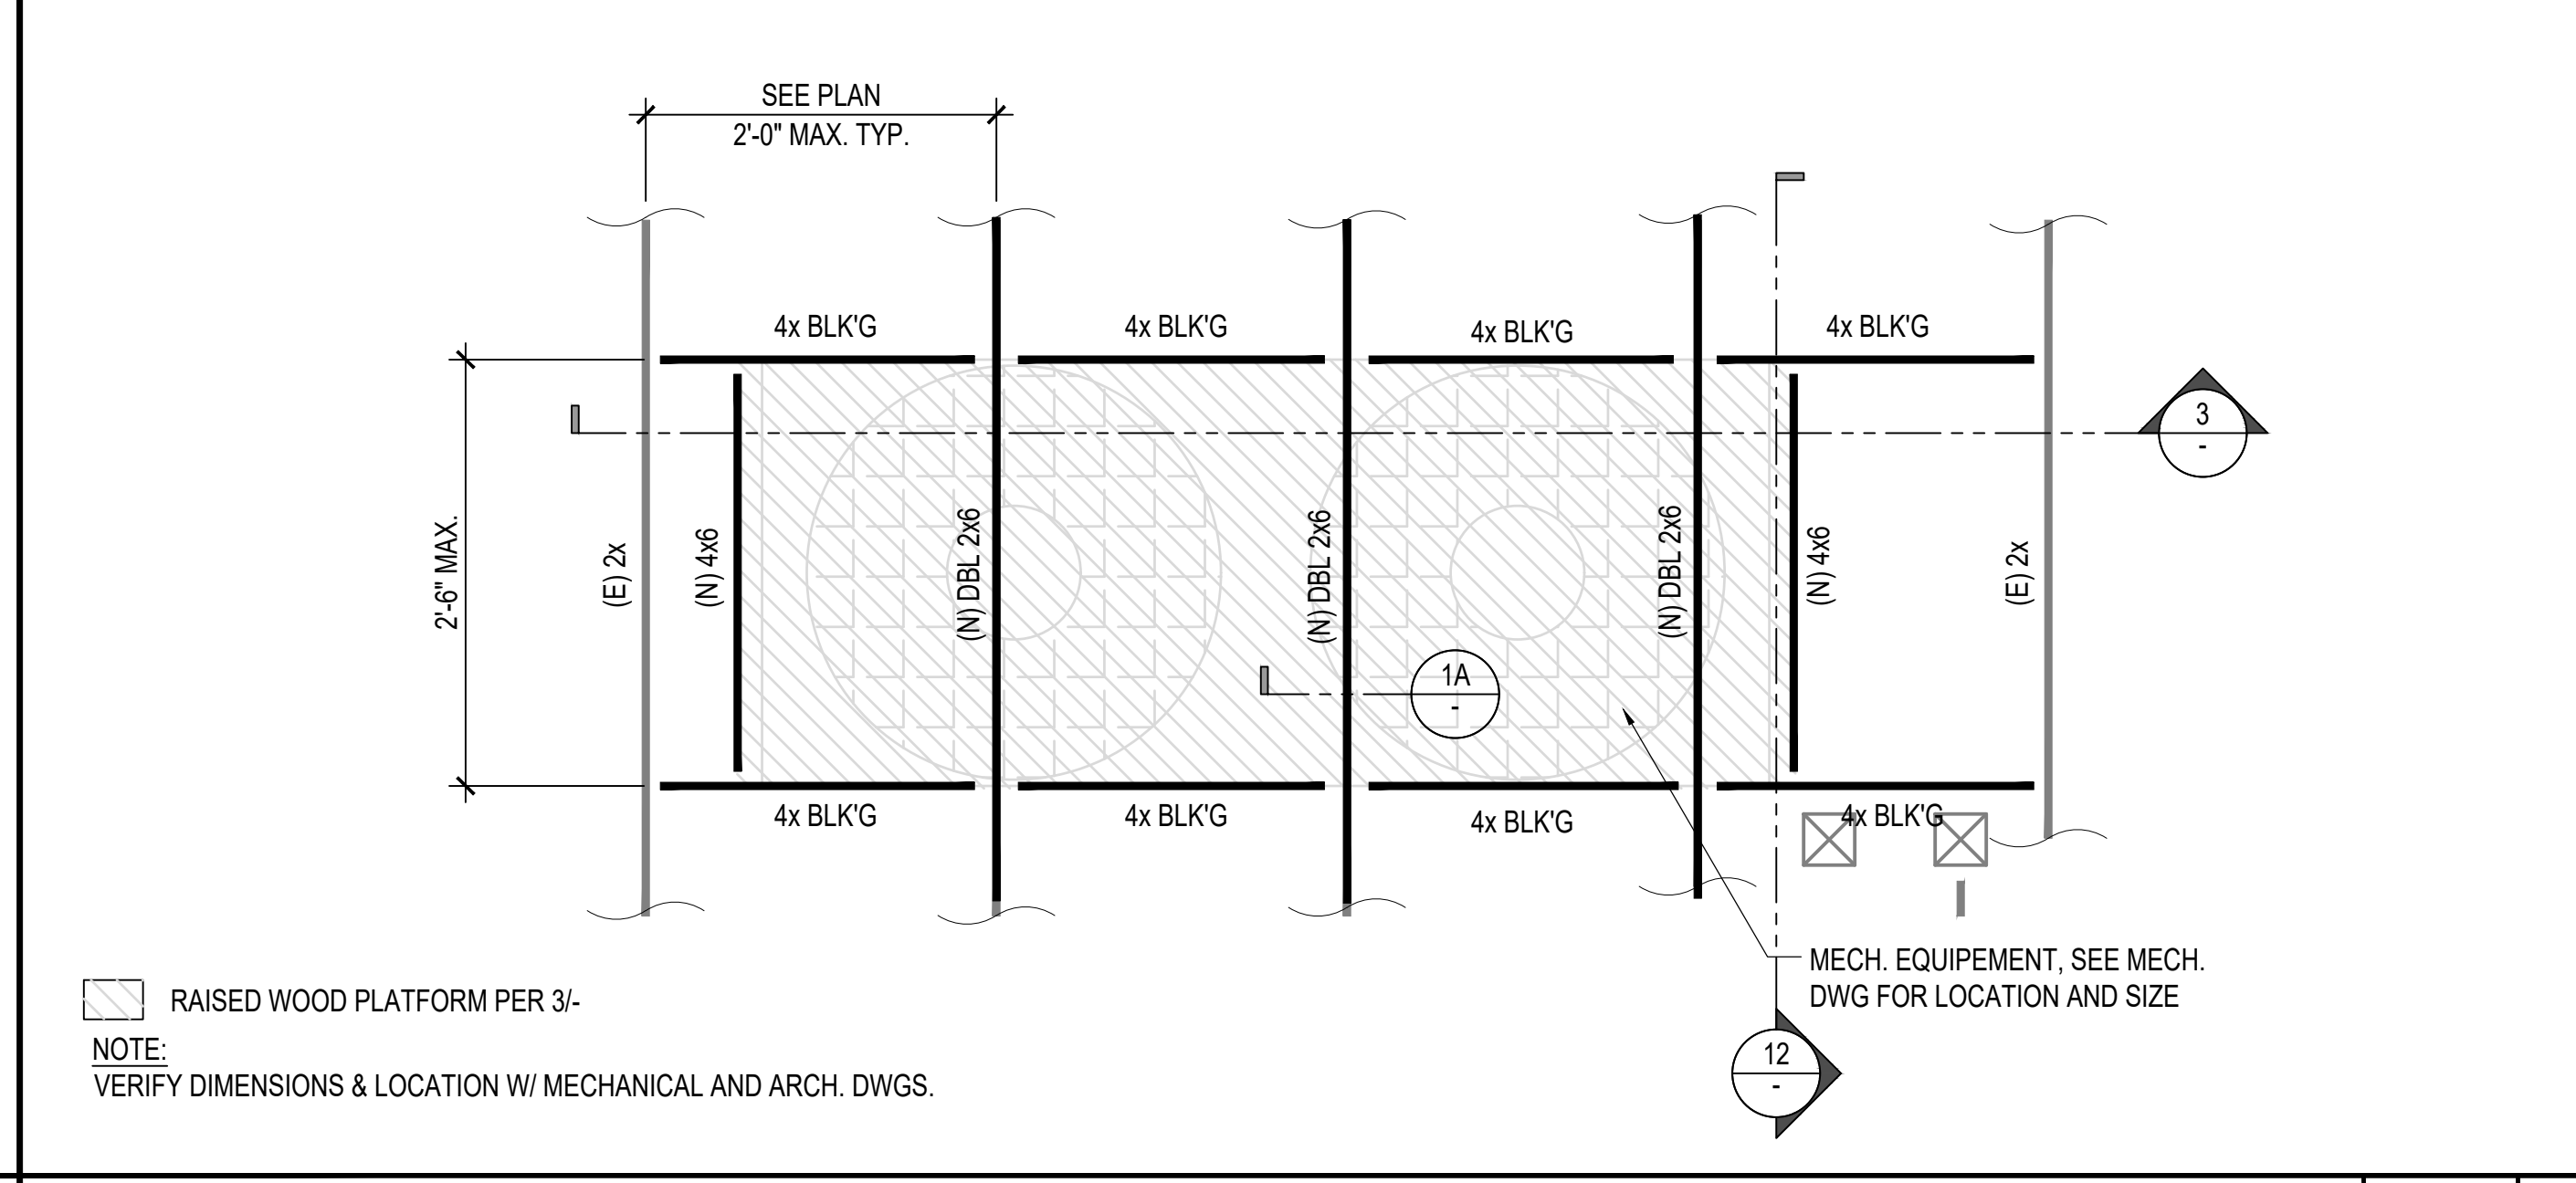 SEE PLAN
2'-0" MAX. TYP.
4x BLK'G
4x BLK'G
4x BLK'G
4x BLK'G
3
-
2'-6" MAX.
(E) 2x
(N) 4x6
(N) DBL 2x6
(N) DBL 2x6
(N) DBL 2x6
(N) 4x6
(E) 2x
1A
-
4x BLK'G
4x BLK'G
4x BLK'G
4x BLK'G
MECH. EQUIPEMENT, SEE MECH.
DWG FOR LOCATION AND SIZE
RAISED WOOD PLATFORM PER 3/-
NOTE:
VERIFY DIMENSIONS & LOCATION W/ MECHANICAL AND ARCH. DWGS.
12
-